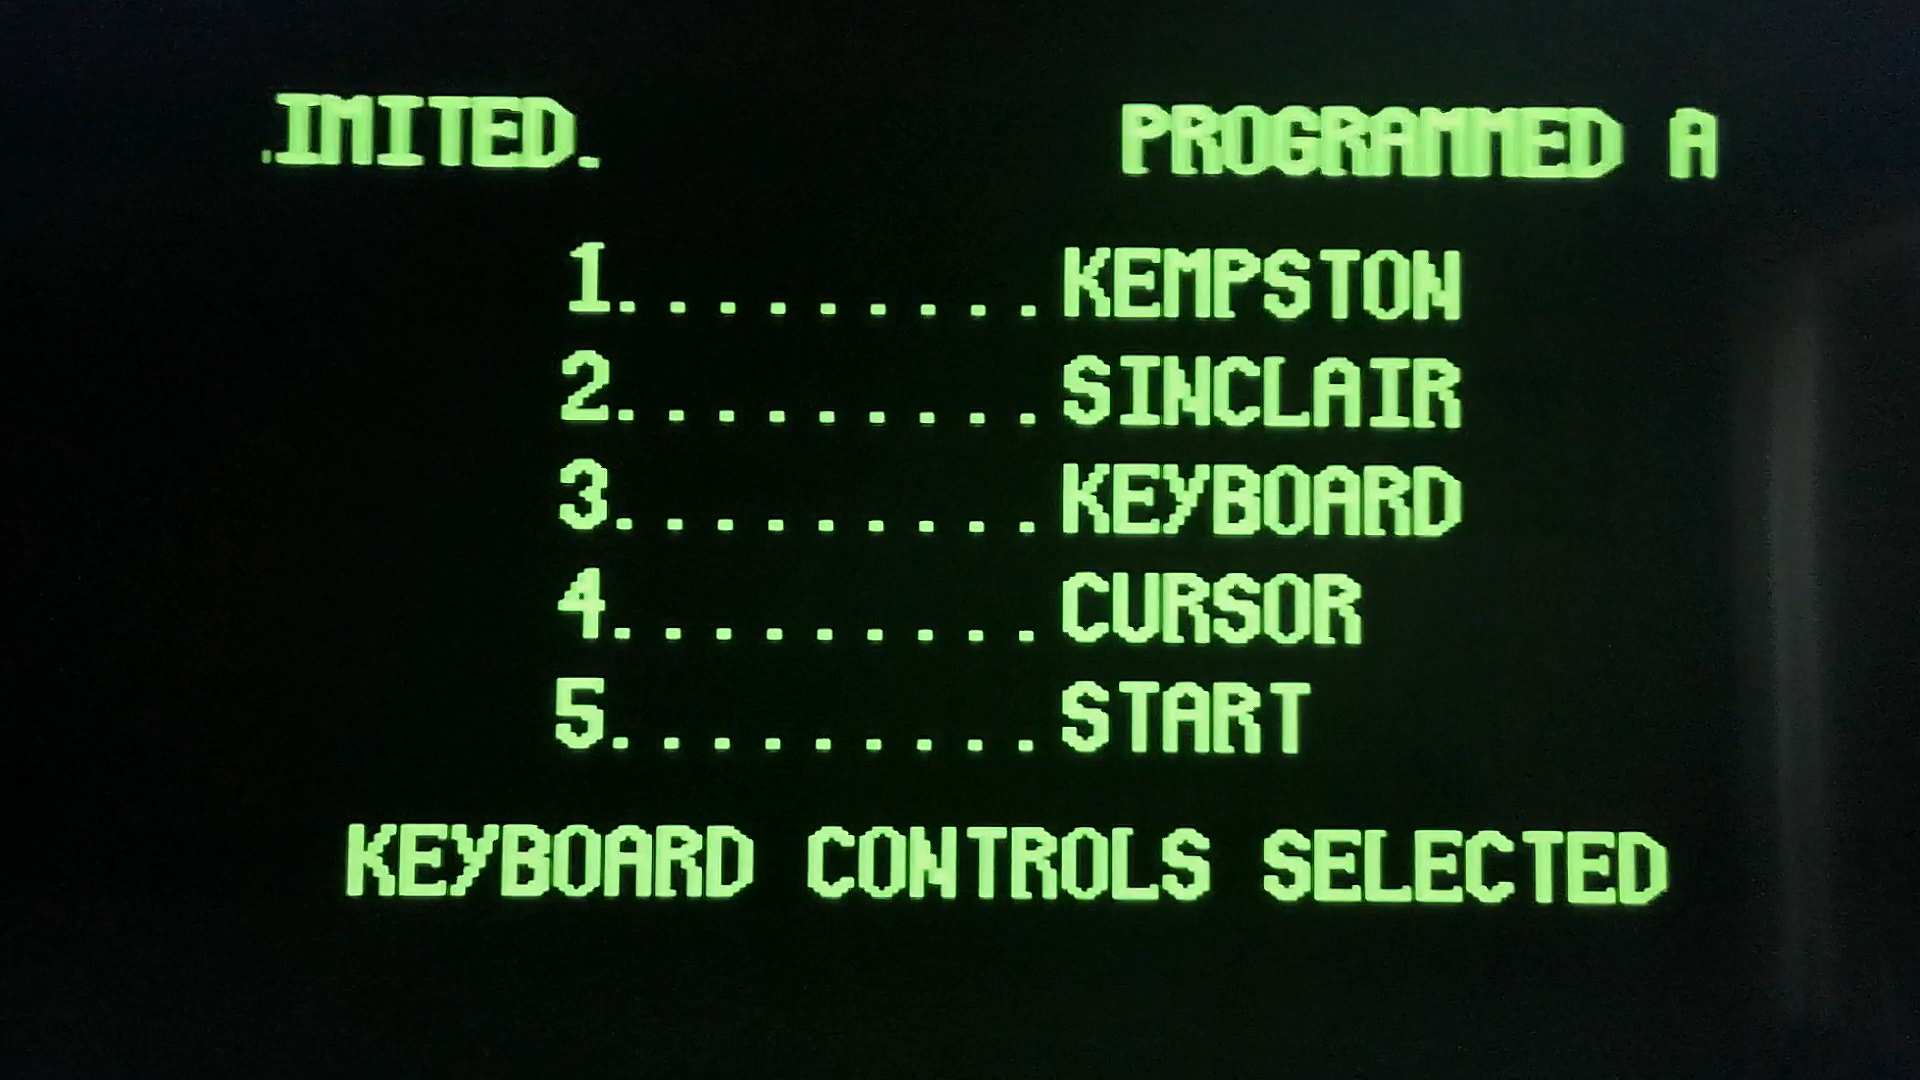 IMITED. PROGRAMMED A
1.........KEMPSTON
2.........SINCLAIR
3.........KEYBOARD
4.........CURSOR
5.........START
KEYBOARD CONTROLS SELECTED